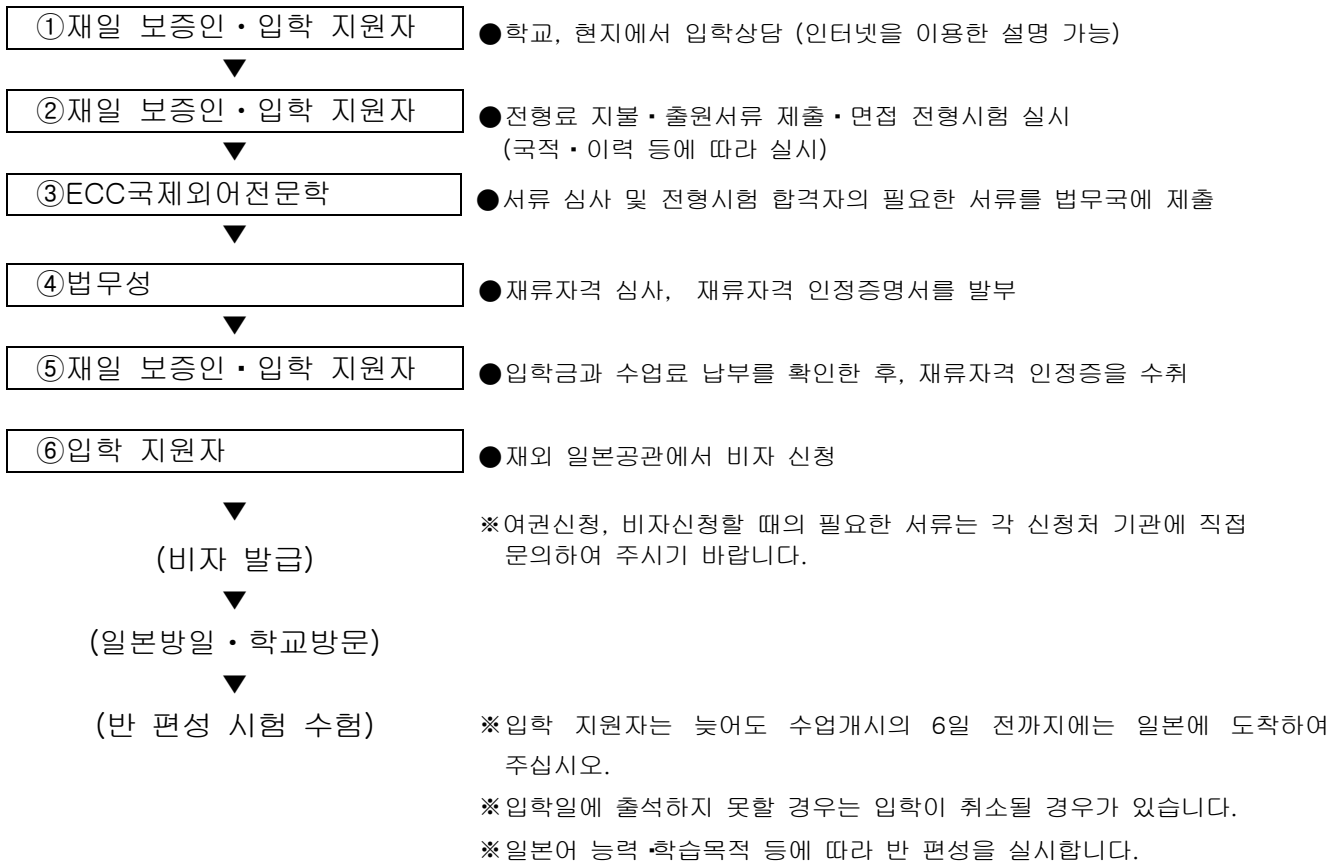 ①재일 보증인・입학 지원자
●학교, 현지에서 입학상담 (인터넷을 이용한 설명 가능)
▼
②재일 보증인・입학 지원자
●전형료 지불・출원서류 제출・면접 전형시험 실시
(국적・이력 등에 따라 실시)
▼
③ECC국제외어전문학
●서류 심사 및 전형시험 합격자의 필요한 서류를 법무국에 제출
▼
④법무성
●재류자격 심사, 재류자격 인정증명서를 발부
▼
⑤재일 보증인・입학 지원자
●입학금과 수업료 납부를 확인한 후, 재류자격 인정증을 수취
⑥입학 지원자
●재외 일본공관에서 비자 신청
▼
※여권신청, 비자신청할 때의 필요한 서류는 각 신청처 기관에 직접
문의하여 주시기 바랍니다.
(비자 발급)
▼
(일본방일・학교방문)
▼
(반 편성 시험 수험)
※입학 지원자는 늦어도 수업개시의 6일 전까지에는 일본에 도착하여
주십시오.
※입학일에 출석하지 못할 경우는 입학이 취소될 경우가 있습니다.
※일본어 능력・학습목적 등에 따라 반 편성을 실시합니다.